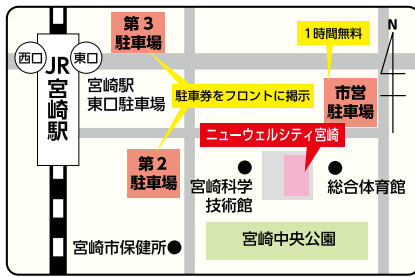 第3
駐車場
1時間無料
N
西口
東口
JR
宮崎駅
宮崎駅
東口駐車場
駐車券をフロントに掲示
市営
駐車場
ニューウェルシティ宮崎
第2
駐車場
宮崎科学
技術館
総合体育館
宮崎市保健所
宮崎中央公園